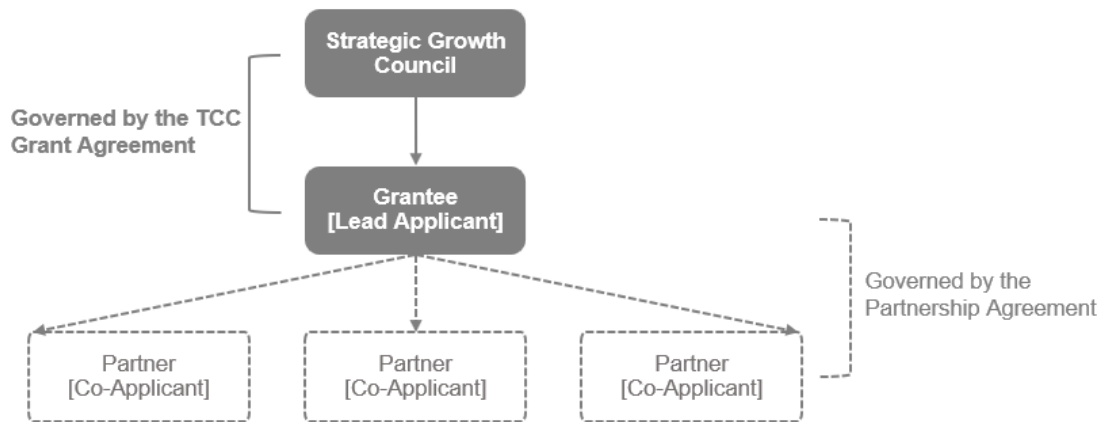 Strategic Growth
Council
Governed by the TCC
Grant Agreement
Grantee
[Lead Applicant]
Governed by the
Partnership Agreement
Partner
[Co-Applicant]
Partner
[Co-Applicant]
Partner
[Co-Applicant]